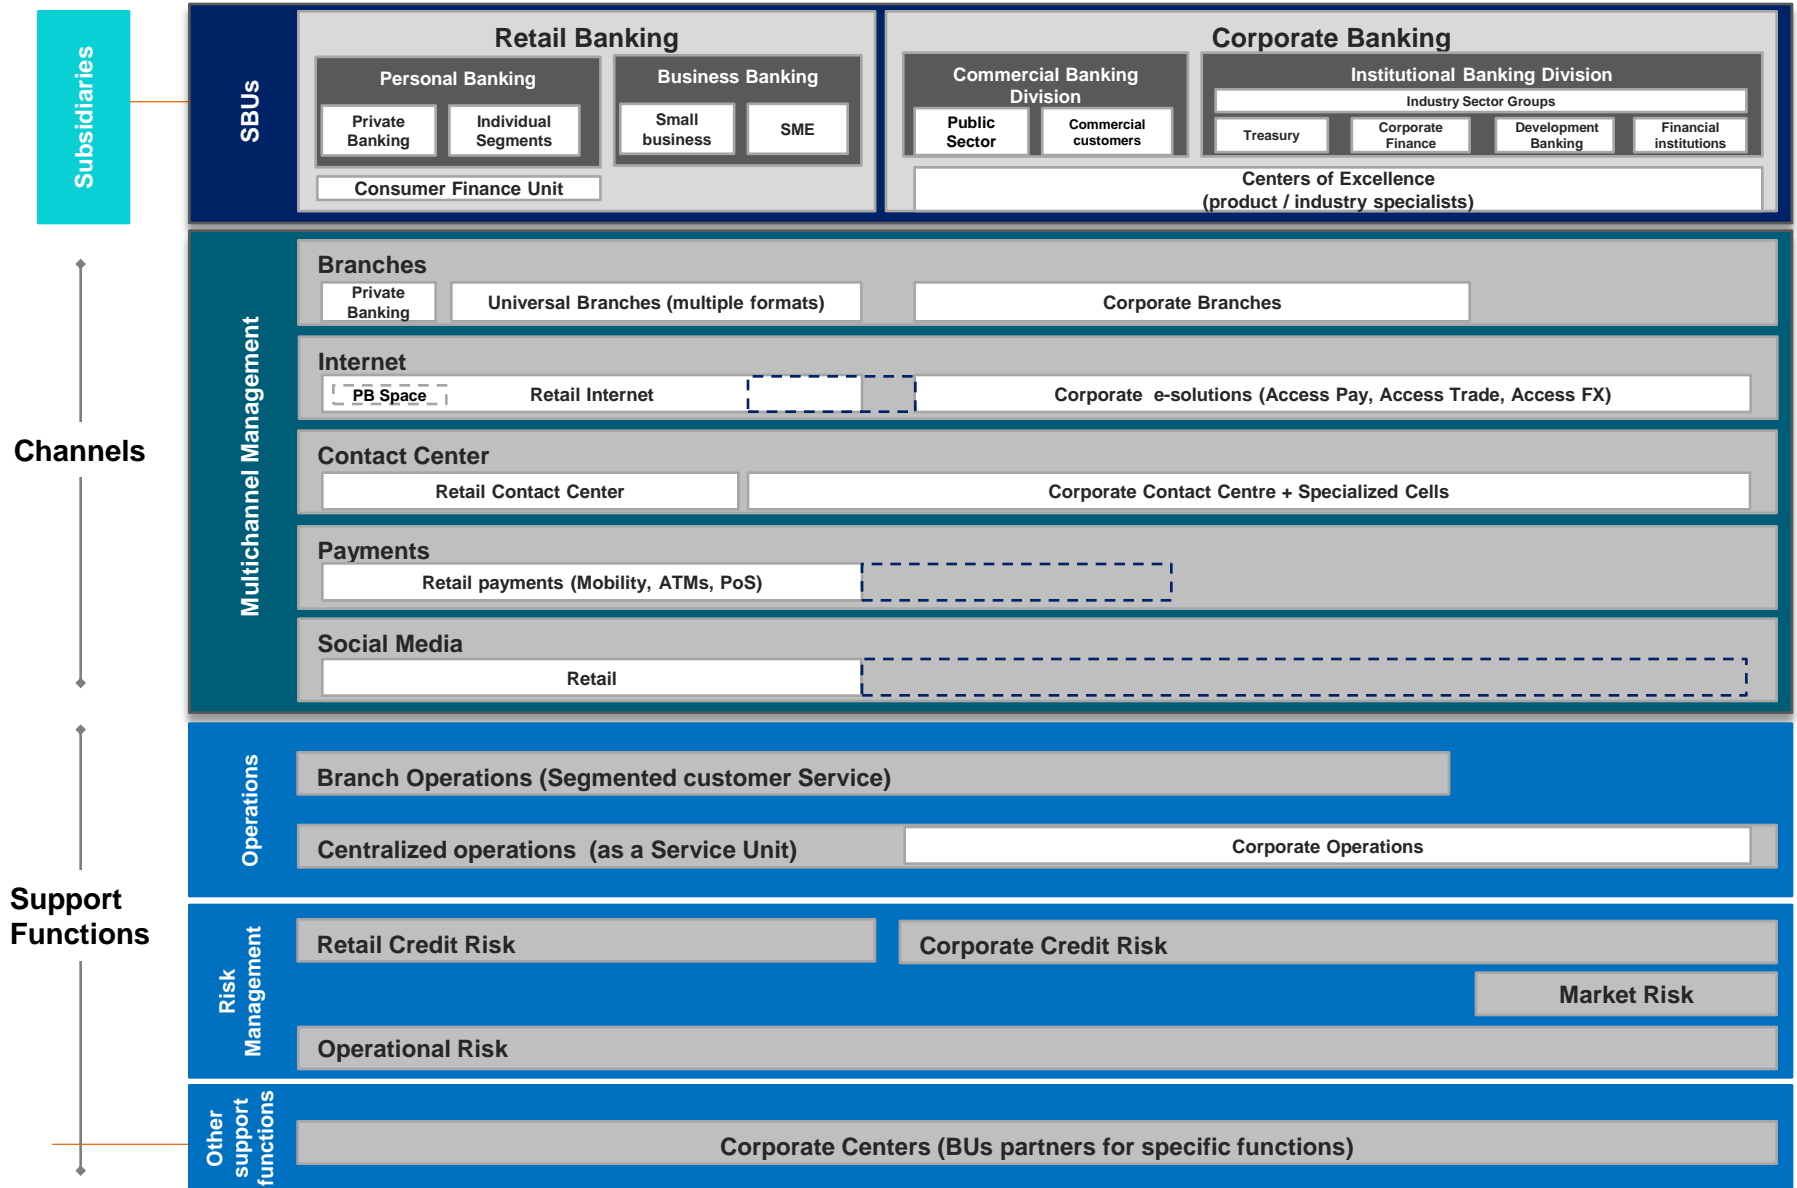 Subsidiaries
SBUs
Retail Banking
Personal Banking
Private
Banking
Individual
Segments
Business Banking
Small
business
SME
Consumer Finance Unit
Corporate Banking
Commercial Banking
Division
Public
Sector
Commercial
customers
Institutional Banking Division
Industry Sector Groups
Treasury
Corporate
Finance
Development
Banking
Financial
institutions
Centers of Excellence
(product / industry specialists)
Channels
Multichannel Management
Branches
Private
Banking
Universal Branches (multiple formats)
Corporate Branches
Internet
PB Space
Retail Internet
Corporate e-solutions (Access Pay, Access Trade, Access FX)
Contact Center
Retail Contact Center
Corporate Contact Centre + Specialized Cells
Payments
Retail payments (Mobility, ATMs, PoS)
Social Media
Retail
Support
Functions
Operations
Branch Operations (Segmented customer Service)
Centralized operations (as a Service Unit)
Corporate Operations
Risk
Management
Retail Credit Risk
Corporate Credit Risk
Market Risk
Operational Risk
Other
support
functions
Corporate Centers (BUs partners for specific functions)